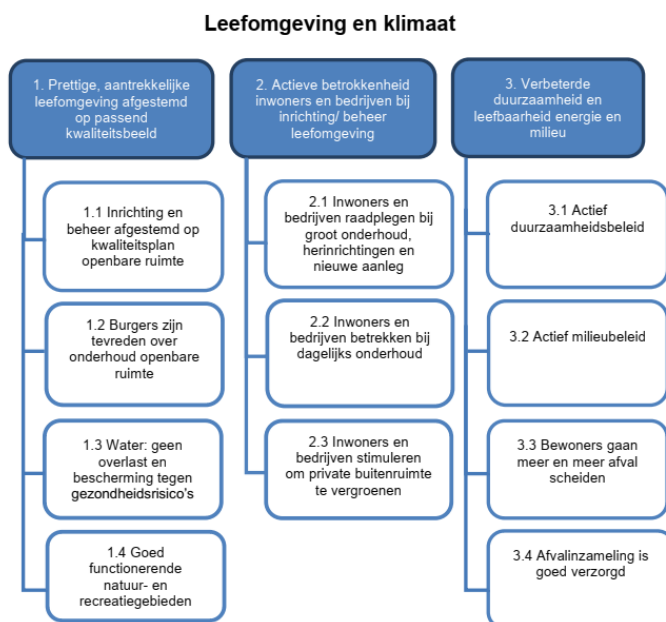 Leefomgeving en klimaat
1. Prettige, aantrekkelijke
leefomgeving afgestemd
op passend
kwaliteitsbeeld
1.1 Inrichting en
beheer afgestemd op
kwaliteitsplan
openbare ruimte
1.2 Burgers zijn
tevreden over
onderhoud openbare
ruimte
1.3 Water: geen
overlast en
bescherming tegen
gezondheidsrisico's
1.4 Goed
functionerende
natuur- en
recreatiegebieden
2. Actieve betrokkenheid
inwoners en bedrijven bij
inrichting/ beheer
leefomgeving
2.1 Inwoners en
bedrijven raadplegen bij
groot onderhoud,
herinrichtingen en
nieuwe aanleg
2.2 Inwoners en
bedrijven betrekken bij
dagelijks onderhoud
2.3 Inwoners en
bedrijven stimuleren
om private buitenruimte
te vergroenen
3. Verbeterde
duurzaamheid en
leefbaarheid energie en
milieu
3.1 Actief
duurzaamheidsbeleid
3.2 Actief milieubeleid
3.3 Bewoners gaan
meer en meer afval
scheiden
3.4 Afvalinzameling is
goed verzorgd